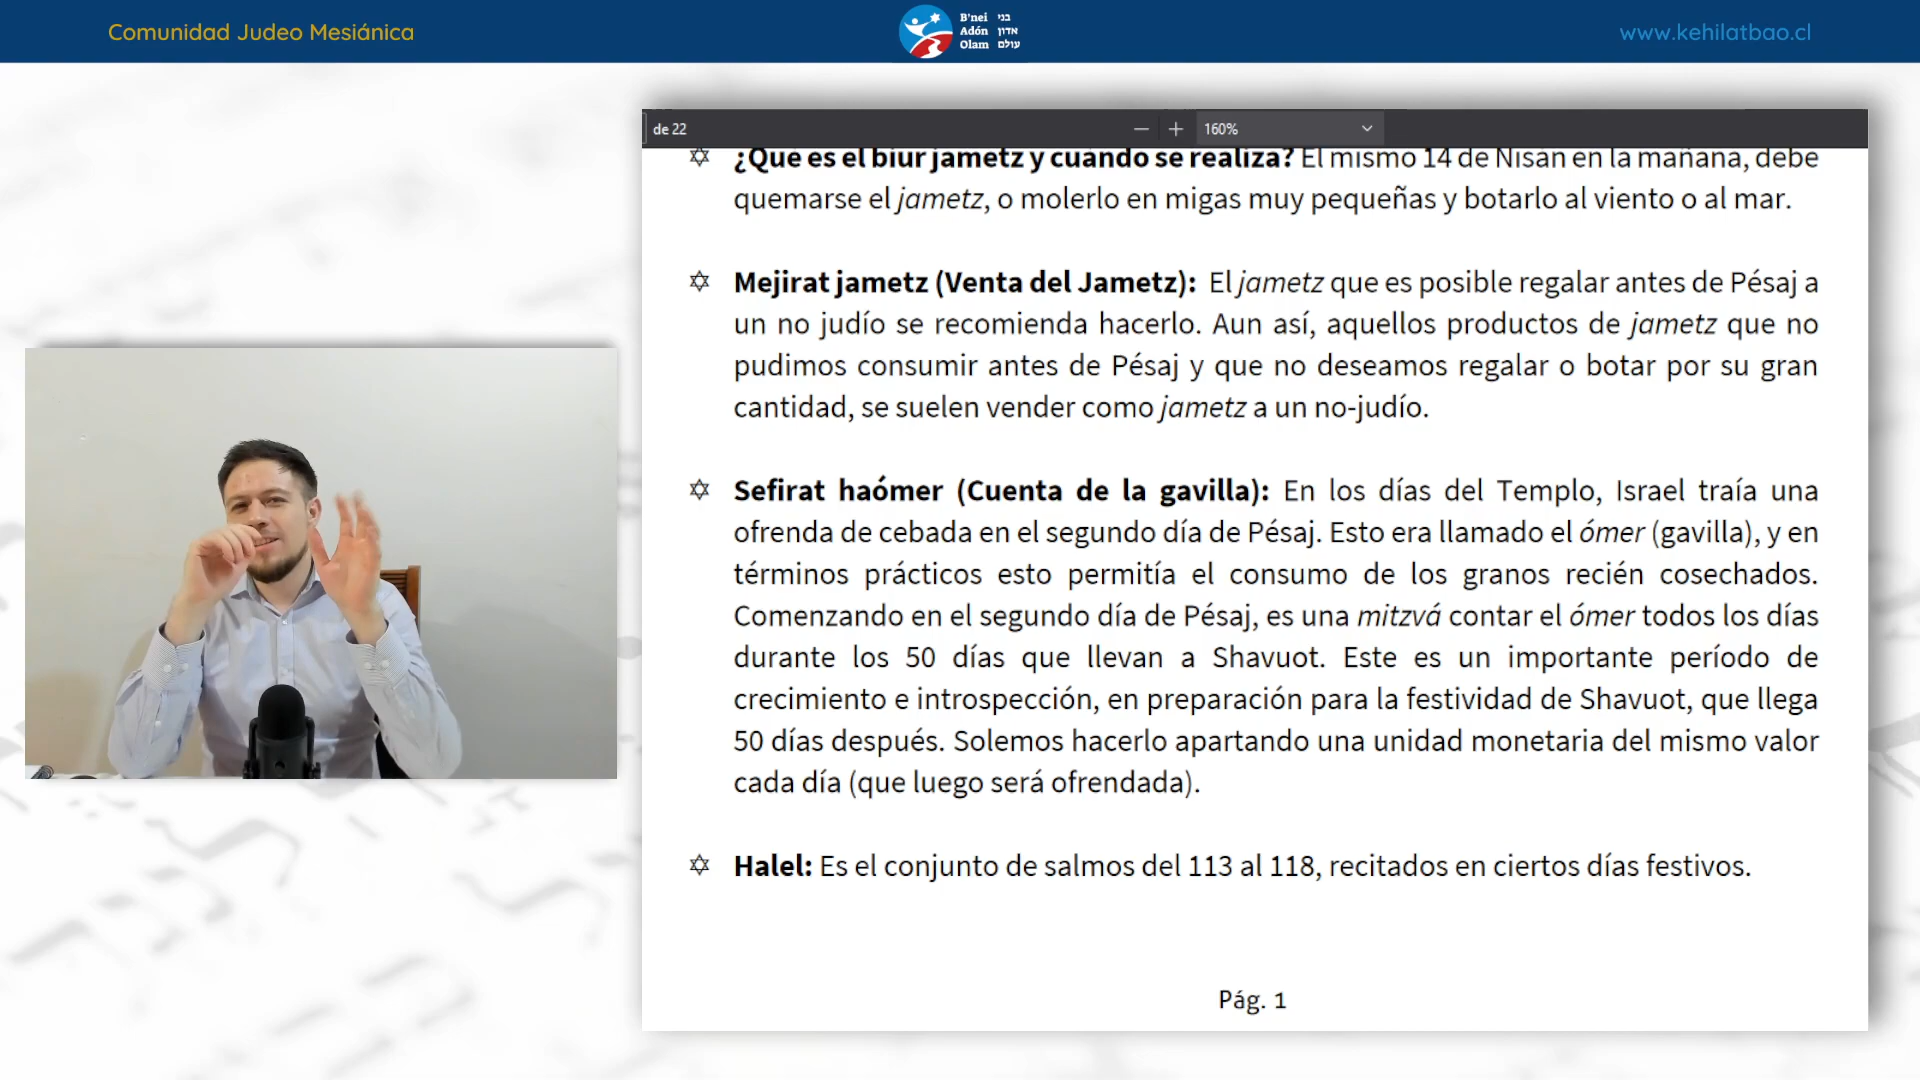 Comunidad Judeo Mesiánica
B'nei
Adón
Olam
בני
אדון
עולם
www.kehilatbao.cl
de 22
160%
¿Qué es el biur jametz y cuándo se realiza? El mismo 14 de Nisán en la mañana, debe
quemarse el jametz, o molerlo en migas muy pequeñas y botarlo al viento o al mar.
Mejirat jametz (Venta del Jametz): El jametz que es posible regalar antes de Pésaj a
un no judío se recomienda hacerlo. Aun así, aquellos productos de jametz que no
pudimos consumir antes de Pésaj y que no deseamos regalar o botar por su gran
cantidad, se suelen vender como jametz a un no-judío.
Sefirat haómer (Cuenta de la gavilla): En los días del Templo, Israel traía una
ofrenda de cebada en el segundo día de Pésaj. Esto era llamado el ómer (gavilla), y en
términos prácticos esto permitía el consumo de los granos recién cosechados.
Comenzando en el segundo día de Pésaj, es una mitzvá contar el ómer todos los días
durante los 50 días que llevan a Shavuot. Este es un importante período de
crecimiento e introspección, en preparación para la festividad de Shavuot, que llega
50 días después. Solemos hacerlo apartando una unidad monetaria del mismo valor
cada día (que luego será ofrendada).
Halel: Es el conjunto de salmos del 113 al 118, recitados en ciertos días festivos.
Pág. 1